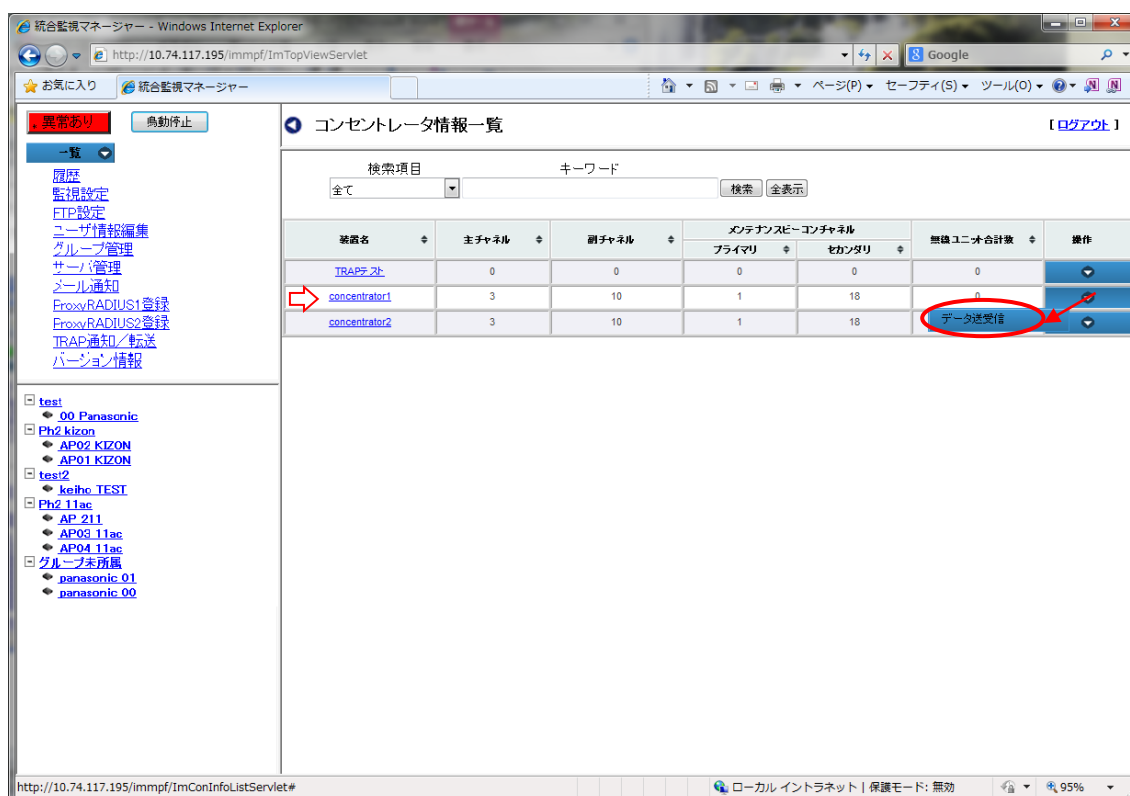 統合監視マネージャー - Windows Internet Explorer
http://10.74.117.195/immpf/ImTopViewServlet
Google
お気に入り 統合監視マネージャー
ページ(P) セーフティ(S) ツール(O)
異常あり 鳴動停止
一覧
履歴
監視設定
FTP設定
ユーザ情報編集
グループ管理
サーバ管理
メール通知
ProxyRADIUS1登録
ProxyRADIUS2登録
TRAP通知/転送
バージョン情報
test
00 Panasonic
Ph2 kizon
AP02 KIZON
AP01 KIZON
test2
keiho TEST
Ph2 11ac
AP 211
AP03 11ac
AP04 11ac
グループ未所属
panasonic 01
panasonic 00
コンセントレータ情報一覧 [ログアウト]
検索項目 キーワード
全て 検索 全表示
装置名 主チャネル 副チャネル メンテナンスビーコンチャネル 無線ユニット合計数 操作
プライマリ セカンダリ
TRAPテスト 0 0 0 0 0
concentrator1 3 10 1 18 0
concentrator2 3 10 1 18 データ送受信
http://10.74.117.195/immpf/ImConInfoListServlet#
ローカル イントラネット | 保護モード: 無効 95%